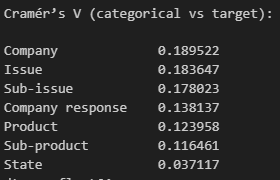 Cramér’s V (categorical vs target):
Company 0.189522
Issue 0.183647
Sub-issue 0.178023
Company response 0.138137
Product 0.123958
Sub-product 0.116461
State 0.037117